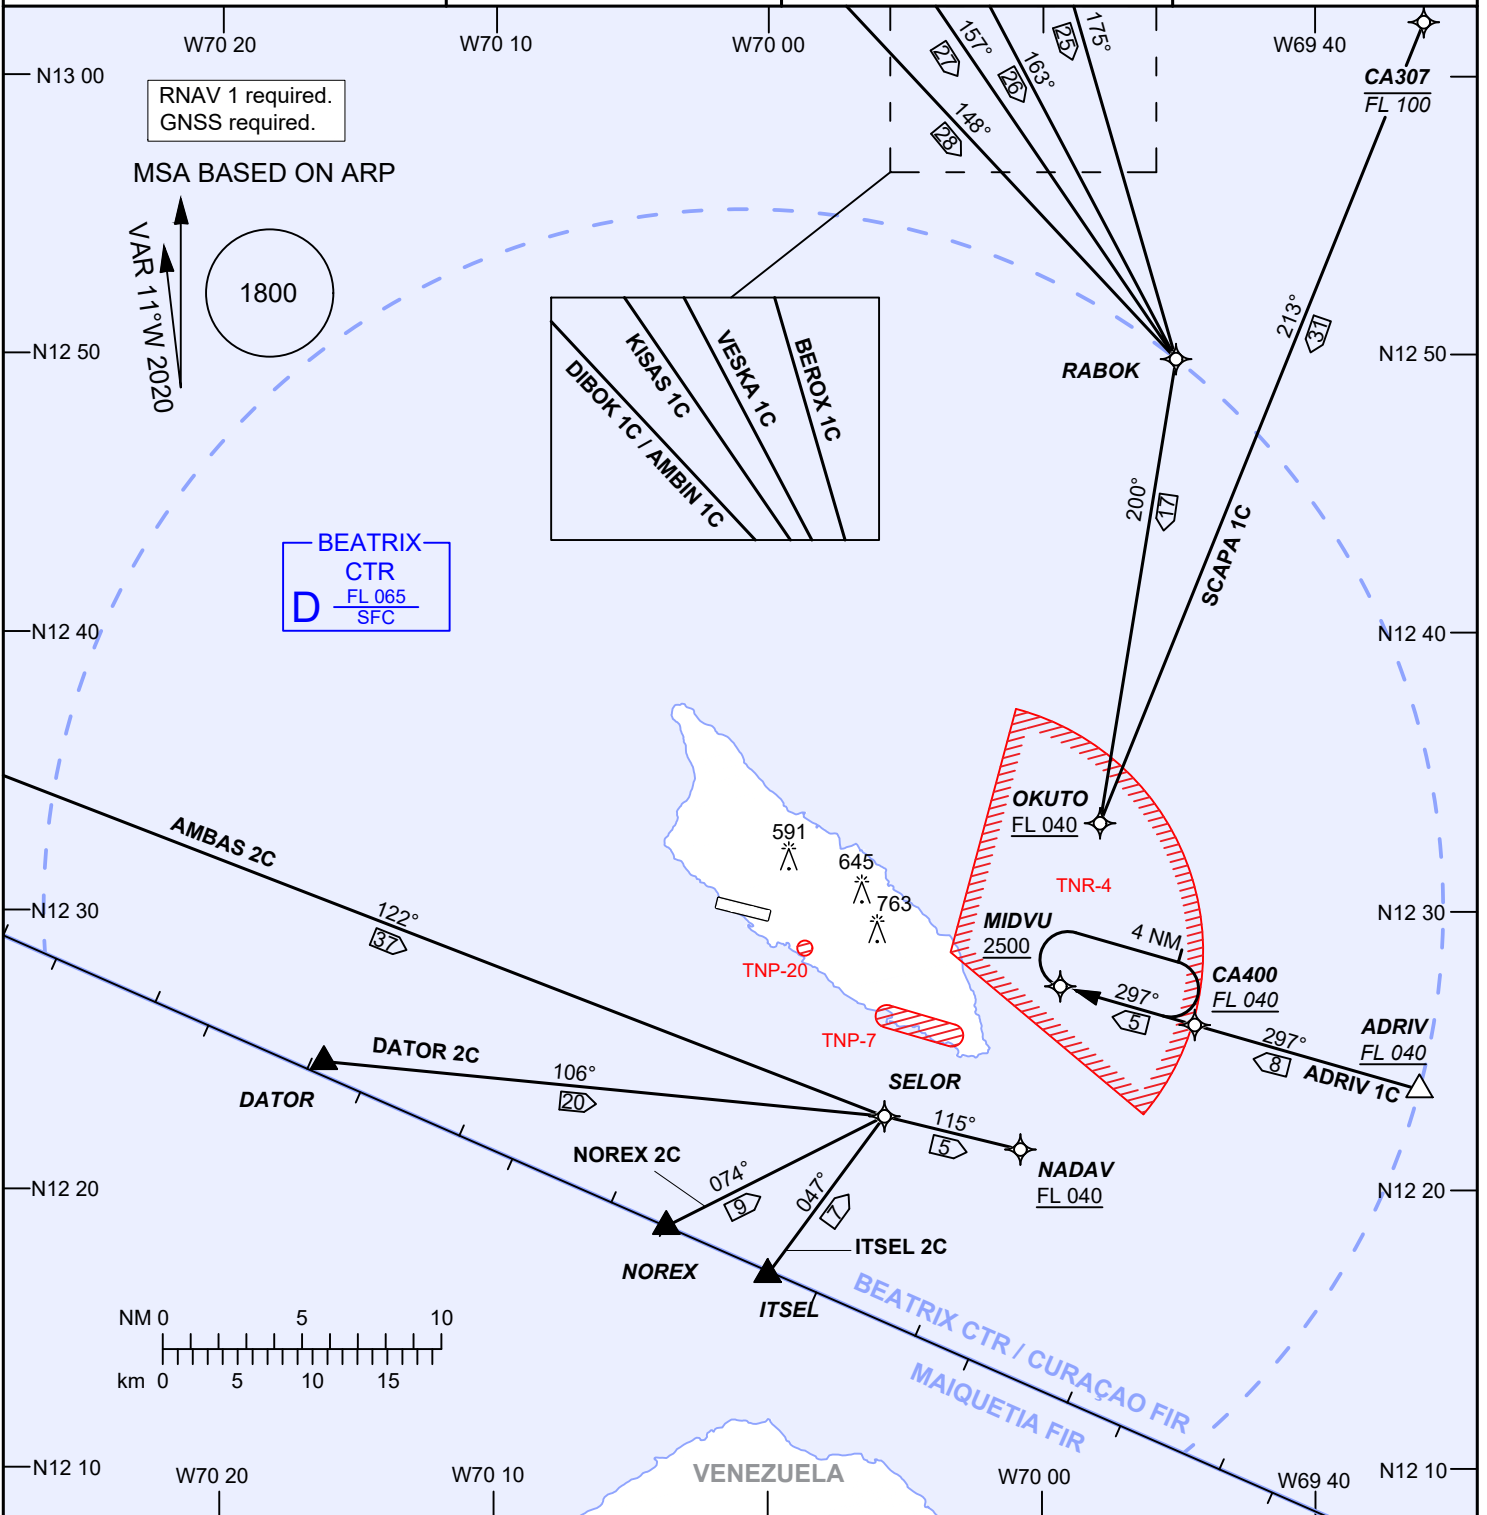 W70 20
W70 10
W70 00
W69 40
N13 00
RNAV 1 required.
GNSS required.
MSA BASED ON ARP
VAR 11°W 2020
1800
148°
28
157°
27
163°
26
175°
25
CA307
FL 100
N12 50
N12 50
DIBOK 1C / AMBIN 1C
KISAS 1C
VESKA 1C
BEROX 1C
RABOK
213°
31
200°
17
SCAPA 1C
BEATRIX
CTR
D
FL 065
SFC
N12 40
N12 40
OKUTO
FL 040
TNR-4
591
645
763
AMBAS 2C
122°
37
N12 30
N12 30
MIDVU
2500
4 NM
TNP-20
TNP-7
CA400
FL 040
297°
5
297°
8
ADRIV
FL 040
ADRIV 1C
DATOR 2C
DATOR
106°
20
SELOR
115°
5
NADAV
FL 040
NOREX 2C
074°
9
047°
7
ITSEL 2C
N12 20
N12 20
NOREX
ITSEL
BEATRIX CTR / CURAÇAO FIR
MAIQUETIA FIR
NM 0 5 10
km 0 5 10 15
VENEZUELA
N12 10
N12 10
W70 20
W70 10
W70 00
W69 40